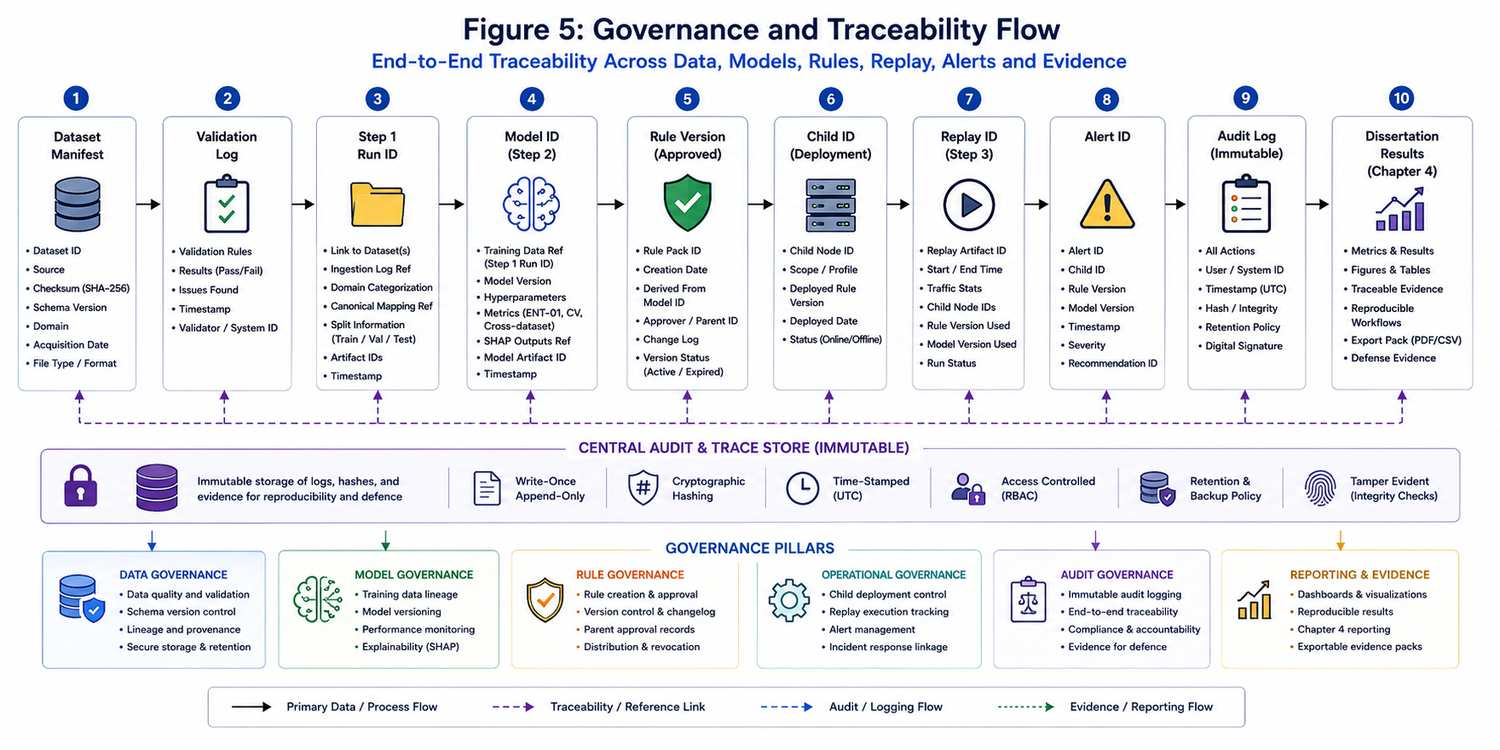 Figure 5: Governance and Traceability Flow
End-to-End Traceability Across Data, Models, Rules, Replay, Alerts and Evidence
1
Dataset
Manifest
• Dataset ID
• Source
• Checksum (SHA-256)
• Schema Version
• Domain
• Acquisition Date
• File Type / Format
2
Validation
Log
• Validation Rules
• Results (Pass/Fail)
• Issues Found
• Timestamp
• Validator / System ID
3
Step 1
Run ID
• Link to Dataset(s)
• Ingestion Log Ref
• Domain Categorization
• Canonical Mapping Ref
• Split Information
(Train / Val / Test)
• Artifact IDs
• Timestamp
4
Model ID
(Step 2)
• Training Data Ref
(Step 1 Run ID)
• Model Version
• Hyperparameters
• Metrics (ENT-01, CV,
Cross-dataset)
• SHAP Outputs Ref
• Model Artifact ID
• Timestamp
5
Rule Version
(Approved)
• Rule Pack ID
• Creation Date
• Derived From
Model ID
• Approver / Parent ID
• Change Log
• Version Status
(Active / Expired)
6
Child ID
(Deployment)
• Child Node ID
• Scope / Profile
• Deployed Rule
Version
• Deployed Date
• Status (Online/Offline)
7
Replay ID
(Step 3)
• Replay Artifact ID
• Start / End Time
• Traffic Stats
• Child Node IDs
• Rule Version Used
• Model Version Used
• Run Status
8
Alert ID
• Alert ID
• Child ID
• Rule Version
• Model Version
• Timestamp
• Severity
• Recommendation ID
9
Audit Log
(Immutable)
• All Actions
• User / System ID
• Timestamp (UTC)
• Hash / Integrity
• Retention Policy
• Digital Signature
10
Dissertation
Results
(Chapter 4)
• Metrics & Results
• Figures & Tables
• Traceable Evidence
• Reproducible
Workflows
• Export Pack (PDF/CSV)
• Defense Evidence
CENTRAL AUDIT & TRACE STORE (IMMUTABLE)
Immutable storage of logs, hashes, and
evidence for reproducibility and defence
Write-Once
Append-Only
#
Cryptographic
Hashing
Time-Stamped
(UTC)
Access Controlled
(RBAC)
Retention &
Backup Policy
Tamper Evident
(Integrity Checks)
GOVERNANCE PILLARS
DATA GOVERNANCE
• Data quality and validation
• Schema version control
• Lineage and provenance
• Secure storage & retention
MODEL GOVERNANCE
• Training data lineage
• Model versioning
• Performance monitoring
• Explainability (SHAP)
RULE GOVERNANCE
• Rule creation & approval
• Version control & changelog
• Parent approval records
• Distribution & revocation
OPERATIONAL GOVERNANCE
• Child deployment control
• Replay execution tracking
• Alert management
• Incident response linkage
AUDIT GOVERNANCE
• Immutable audit logging
• End-to-end traceability
• Compliance & accountability
• Evidence for defence
REPORTING & EVIDENCE
• Dashboards & visualizations
• Reproducible results
• Chapter 4 reporting
• Exportable evidence packs
Primary Data / Process Flow
Traceability / Reference Link
Audit / Logging Flow
Evidence / Reporting Flow